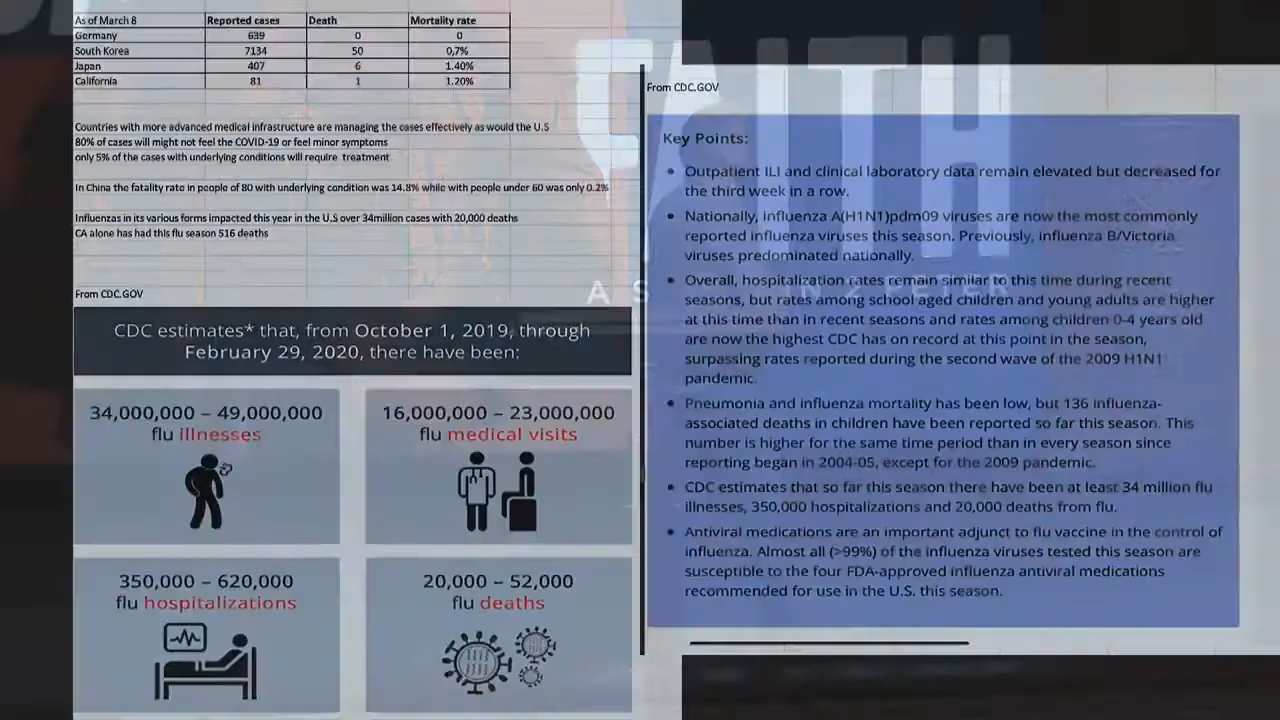 As of March 8 Reported cases Death Mortality rate
Germany 639 0 0
South Korea 7134 50 0,7%
Japan 407 6 1.40%
California 81 1 1.20%
Countries with more advanced medical infrastructure are managing the cases effectively as would the U.S
80% of cases will might not feel the COVID-19 or feel minor symptoms
only 5% of the cases with underlying conditions will require treatment
In China the fatality rate in people of 80 with underlying condition was 14.8% while with people under 60 was only 0.2%
Influenzas in its various forms impacted this year in the U.S over 34million cases with 20,000 deaths
CA alone has had this flu season 516 deaths
From CDC.GOV
CDC estimates* that, from October 1, 2019, through
February 29, 2020, there have been:
34,000,000 – 49,000,000
flu illnesses
16,000,000 – 23,000,000
flu medical visits
350,000 – 620,000
flu hospitalizations
20,000 – 52,000
flu deaths
From CDC.GOV
Key Points:
• Outpatient ILI and clinical laboratory data remain elevated but decreased for
the third week in a row.
• Nationally, influenza A(H1N1)pdm09 viruses are now the most commonly
reported influenza viruses this season. Previously, influenza B/Victoria
viruses predominated nationally.
• Overall, hospitalization rates remain similar to this time during recent
seasons, but rates among school aged children and young adults are higher
at this time than in recent seasons and rates among children 0-4 years old
are now the highest CDC has on record at this point in the season,
surpassing rates reported during the second wave of the 2009 H1N1
pandemic.
• Pneumonia and influenza mortality has been low, but 136 influenza-
associated deaths in children have been reported so far this season. This
number is higher for the same time period than in every season since
reporting began in 2004-05, except for the 2009 pandemic.
• CDC estimates that so far this season there have been at least 34 million flu
illnesses, 350,000 hospitalizations and 20,000 deaths from flu.
• Antiviral medications are an important adjunct to flu vaccine in the control of
influenza. Almost all (>99%) of the influenza viruses tested this season are
susceptible to the four FDA-approved influenza antiviral medications
recommended for use in the U.S. this season.
FAITH
IN 2 PETER